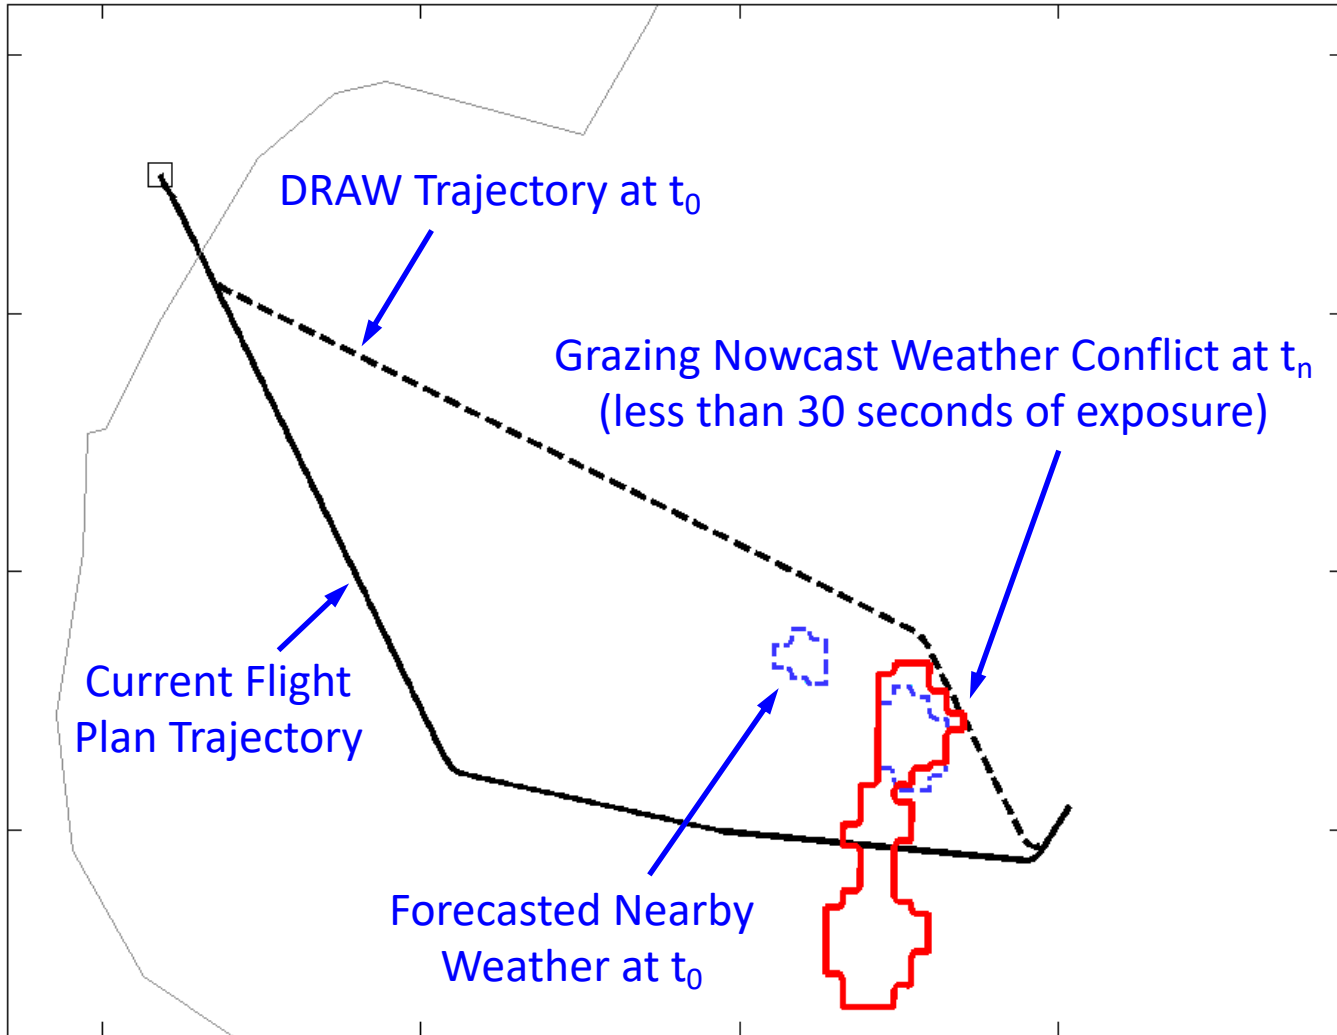 DRAW Trajectory at t₀
Grazing Nowcast Weather Conflict at tₙ
(less than 30 seconds of exposure)
Current Flight
Plan Trajectory
Forecasted Nearby
Weather at t₀